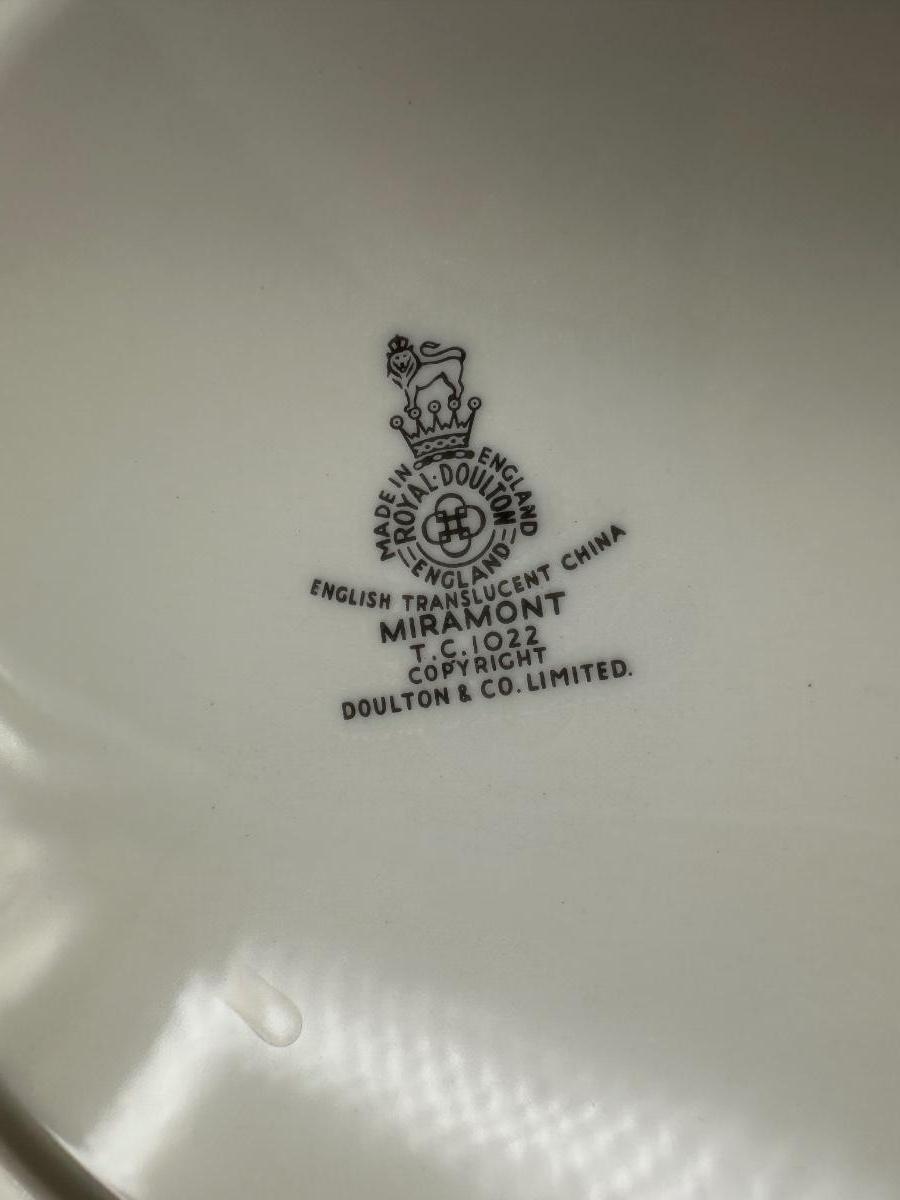 MADE IN ENGLAND
ROYAL·DOULTON
ENGLAND
ENGLISH TRANSLUCENT CHINA
MIRAMONT
T.C.1022
COPYRIGHT
DOULTON & CO. LIMITED.